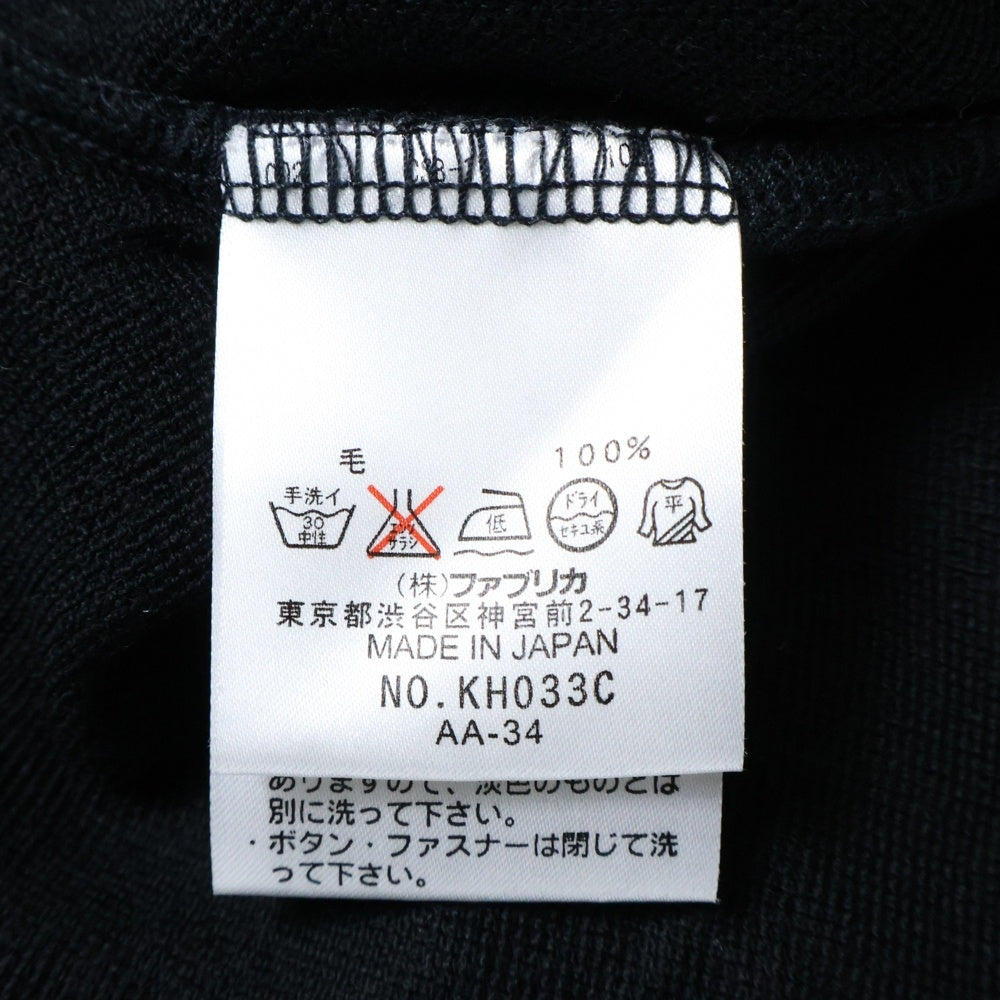 毛 100%
手洗イ
30
中性
エンソ
サラシ
低
ドライ
セキユ系
平
(株)ファブリカ
東京都渋谷区神宮前2-34-17
MADE IN JAPAN
NO.KH033C
AA-34
ありますので、淡色のものとは
別に洗って下さい。
・ボタン・ファスナーは閉じて洗
って下さい。